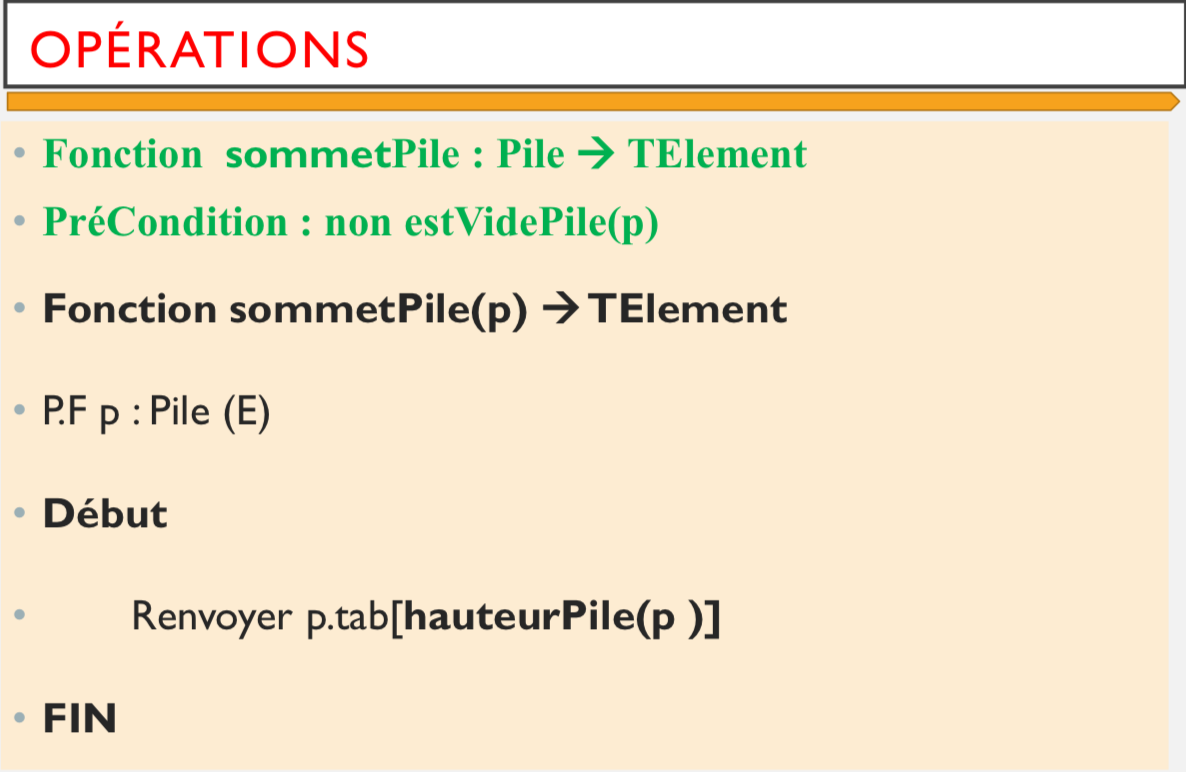 OPÉRATIONS
• Fonction sommetPile : Pile → TElement
• PréCondition : non estVidePile(p)
• Fonction sommetPile(p) → TElement
• P.F p : Pile (E)
• Début
• Renvoyer p.tab[hauteurPile(p )]
• FIN